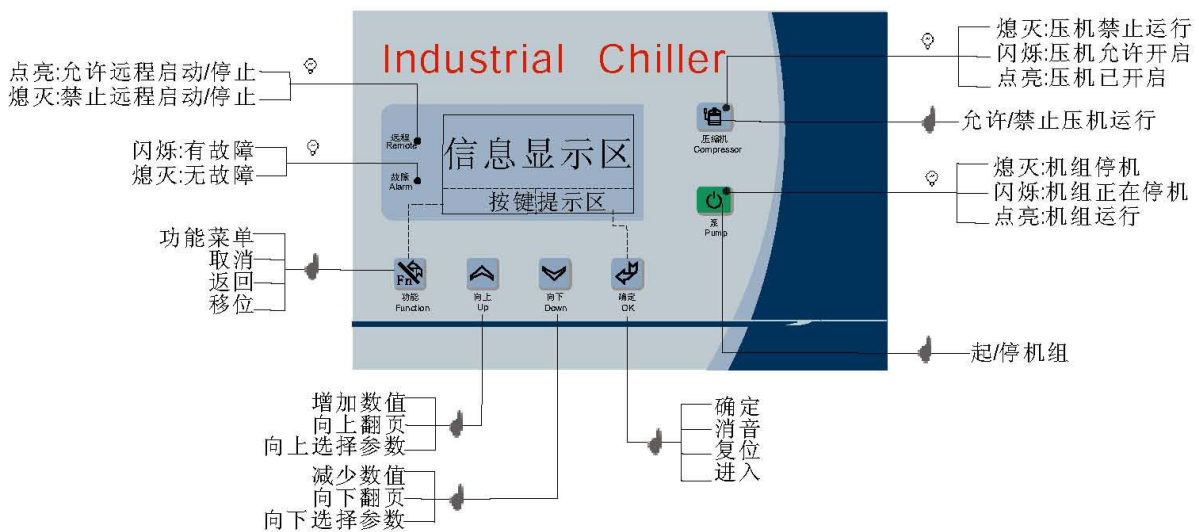 Industrial Chiller
点亮:允许远程启动/停止
熄灭:禁止远程启动/停止
闪烁:有故障
熄灭:无故障
远程
Remote
故障
Alarm
信息显示区
按键提示区
压缩机
Compressor
泵
Pump
熄灭:压机禁止运行
闪烁:压机允许开启
点亮:压机已开启
允许/禁止压机运行
熄灭:机组停机
闪烁:机组正在停机
点亮:机组运行
起/停机组
功能菜单
取消
返回
移位
Fn
功能
Function
向上
Up
向下
Down
确定
OK
增加数值
向上翻页
向上选择参数
减少数值
向下翻页
向下选择参数
确定
消音
复位
进入